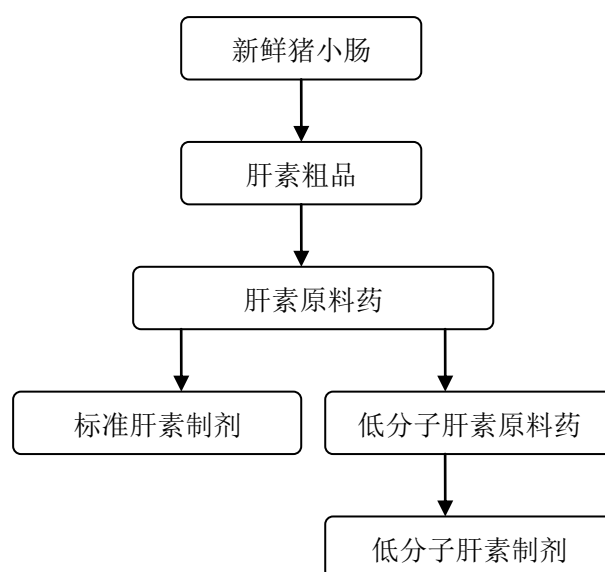 新鲜猪小肠
肝素粗品
肝素原料药
标准肝素制剂
低分子肝素原料药
低分子肝素制剂